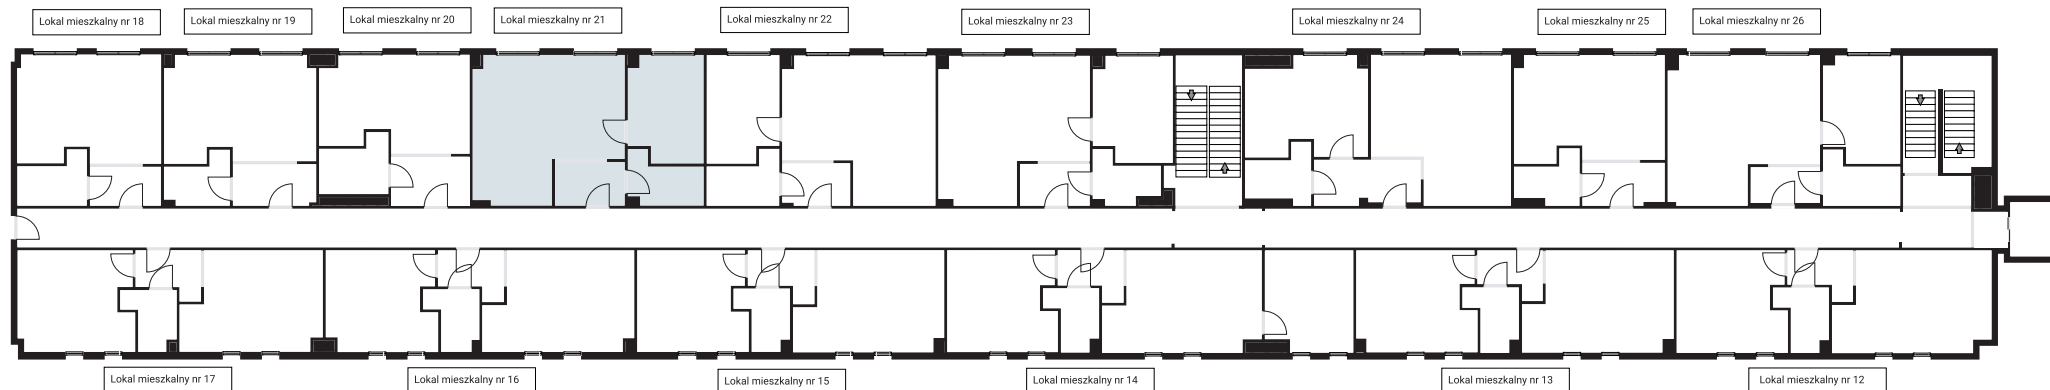 Lokal mieszkalny nr 18
Lokal mieszkalny nr 19
Lokal mieszkalny nr 20
Lokal mieszkalny nr 21
Lokal mieszkalny nr 22
Lokal mieszkalny nr 23
Lokal mieszkalny nr 24
Lokal mieszkalny nr 25
Lokal mieszkalny nr 26
Lokal mieszkalny nr 17
Lokal mieszkalny nr 16
Lokal mieszkalny nr 15
Lokal mieszkalny nr 14
Lokal mieszkalny nr 13
Lokal mieszkalny nr 12